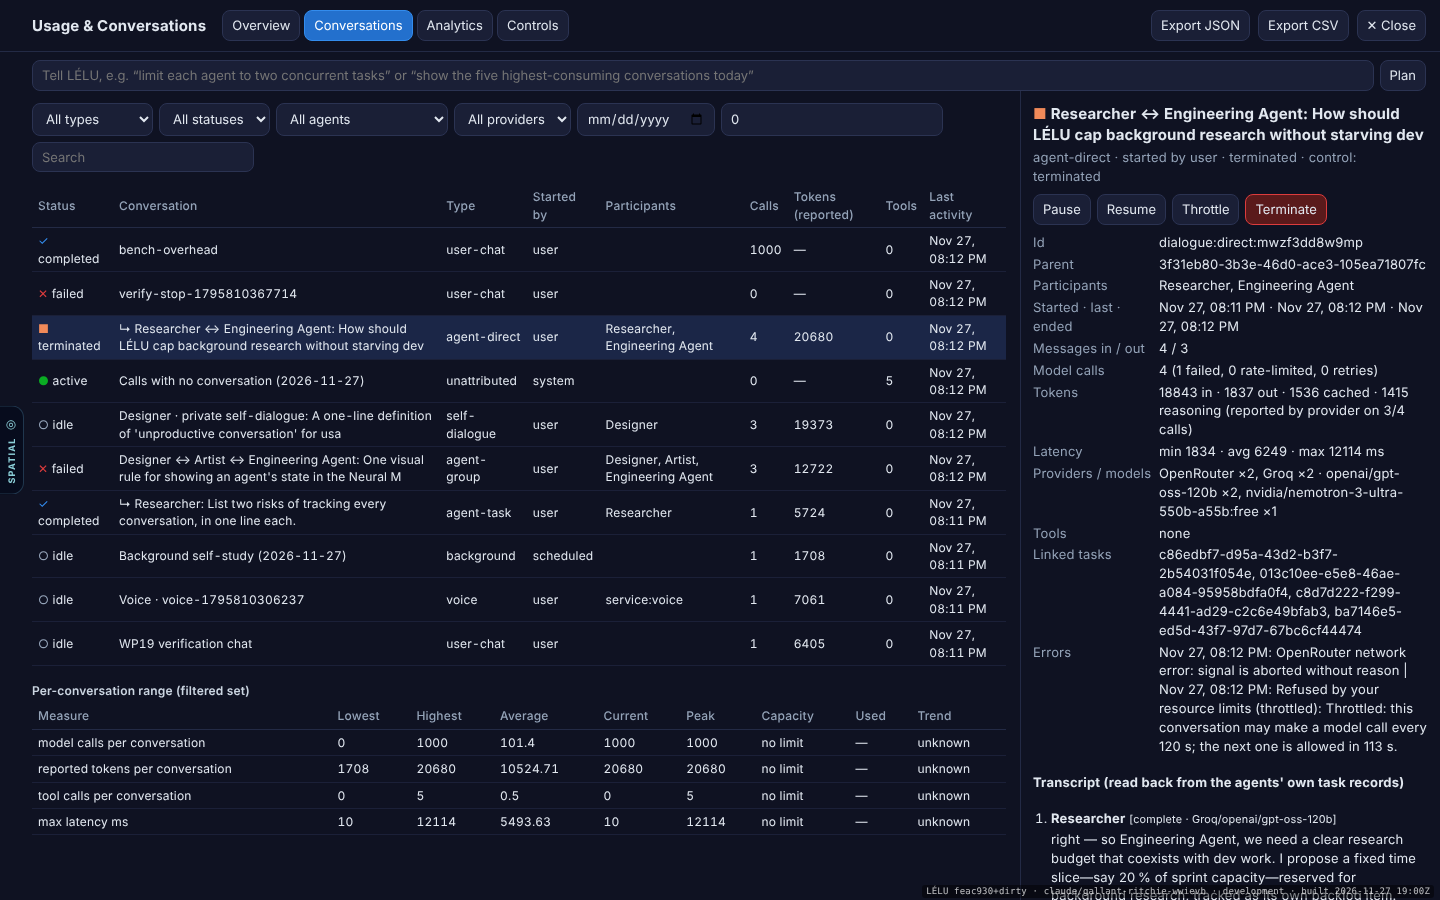 Usage & Conversations
Overview
Conversations
Analytics
Controls
Export JSON
Export CSV
✕ Close
Tell LÉLU, e.g. “limit each agent to two concurrent tasks” or “show the five highest-consuming conversations today”
Plan
All types
All statuses
All agents
All providers
mm/dd/yyyy
0
Search
Status Conversation Type Started by Participants Calls Tokens (reported) Tools Last activity
✓ completed bench-overhead user-chat user 1000 — 0 Nov 27, 08:12 PM
✕ failed verify-stop-1795810367714 user-chat user 0 — 0 Nov 27, 08:12 PM
■ terminated ↳ Researcher ↔ Engineering Agent: How should LÉLU cap background research without starving dev agent-direct user Researcher, Engineering Agent 4 20680 0 Nov 27, 08:12 PM
● active Calls with no conversation (2026-11-27) unattributed system 0 — 5 Nov 27, 08:12 PM
○ idle Designer · private self-dialogue: A one-line definition of 'unproductive conversation' for usa self-dialogue user Designer 3 19373 0 Nov 27, 08:12 PM
✕ failed Designer ↔ Artist ↔ Engineering Agent: One visual rule for showing an agent's state in the Neural M agent-group user Designer, Artist, Engineering Agent 3 12722 0 Nov 27, 08:12 PM
✓ completed ↳ Researcher: List two risks of tracking every conversation, in one line each. agent-task user Researcher 1 5724 0 Nov 27, 08:11 PM
○ idle Background self-study (2026-11-27) background scheduled 1 1708 0 Nov 27, 08:11 PM
○ idle Voice · voice-1795810306237 voice user service:voice 1 7061 0 Nov 27, 08:11 PM
○ idle WP19 verification chat user-chat user 1 6405 0 Nov 27, 08:11 PM
Per-conversation range (filtered set)
Measure Lowest Highest Average Current Peak Capacity Used Trend
model calls per conversation 0 1000 101.4 1000 1000 no limit — unknown
reported tokens per conversation 1708 20680 10524.71 20680 20680 no limit — unknown
tool calls per conversation 0 5 0.5 0 5 no limit — unknown
max latency ms 10 12114 5493.63 10 12114 no limit — unknown
SPATIAL ◎
■ Researcher ↔ Engineering Agent: How should
LÉLU cap background research without starving dev
agent-direct · started by user · terminated · control:
terminated
Pause
Resume
Throttle
Terminate
Id dialogue:direct:mwzf3dd8w9mp
Parent 3f31eb80-3b3e-46d0-ace3-105ea71807fc
Participants Researcher, Engineering Agent
Started · last · ended Nov 27, 08:11 PM · Nov 27, 08:12 PM · Nov 27, 08:12 PM
Messages in / out 4 / 3
Model calls 4 (1 failed, 0 rate-limited, 0 retries)
Tokens 18843 in · 1837 out · 1536 cached · 1415
reasoning (reported by provider on 3/4
calls)
Latency min 1834 · avg 6249 · max 12114 ms
Providers / models OpenRouter ×2, Groq ×2 · openai/gpt-
oss-120b ×2, nvidia/nemotron-3-ultra-
550b-a55b:free ×1
Tools none
Linked tasks c86edbf7-d95a-43d2-b3f7-
2b54031f054e, 013c10ee-e5e8-46ae-
a084-95958bdfa0f4, c8d7d222-f299-
4441-ad29-c2c6e49bfab3, ba7146e5-
ed5d-43f7-97d7-67bc6cf44474
Errors Nov 27, 08:12 PM: OpenRouter network
error: signal is aborted without reason |
Nov 27, 08:12 PM: Refused by your
resource limits (throttled): Throttled: this
conversation may make a model call every
120 s; the next one is allowed in 113 s.
Transcript (read back from the agents' own task records)
1. Researcher [complete · Groq/openai/gpt-oss-120b]
right — so Engineering Agent, we need a clear research
budget that coexists with dev work. I propose a fixed time
slice—say 20 % of sprint capacity—reserved for
background research, tracked as its own backlog item.
LÉLU feac930+dirty · claude/gallant-ritchie-wwievb · development · built 2026-11-27 19:00Z